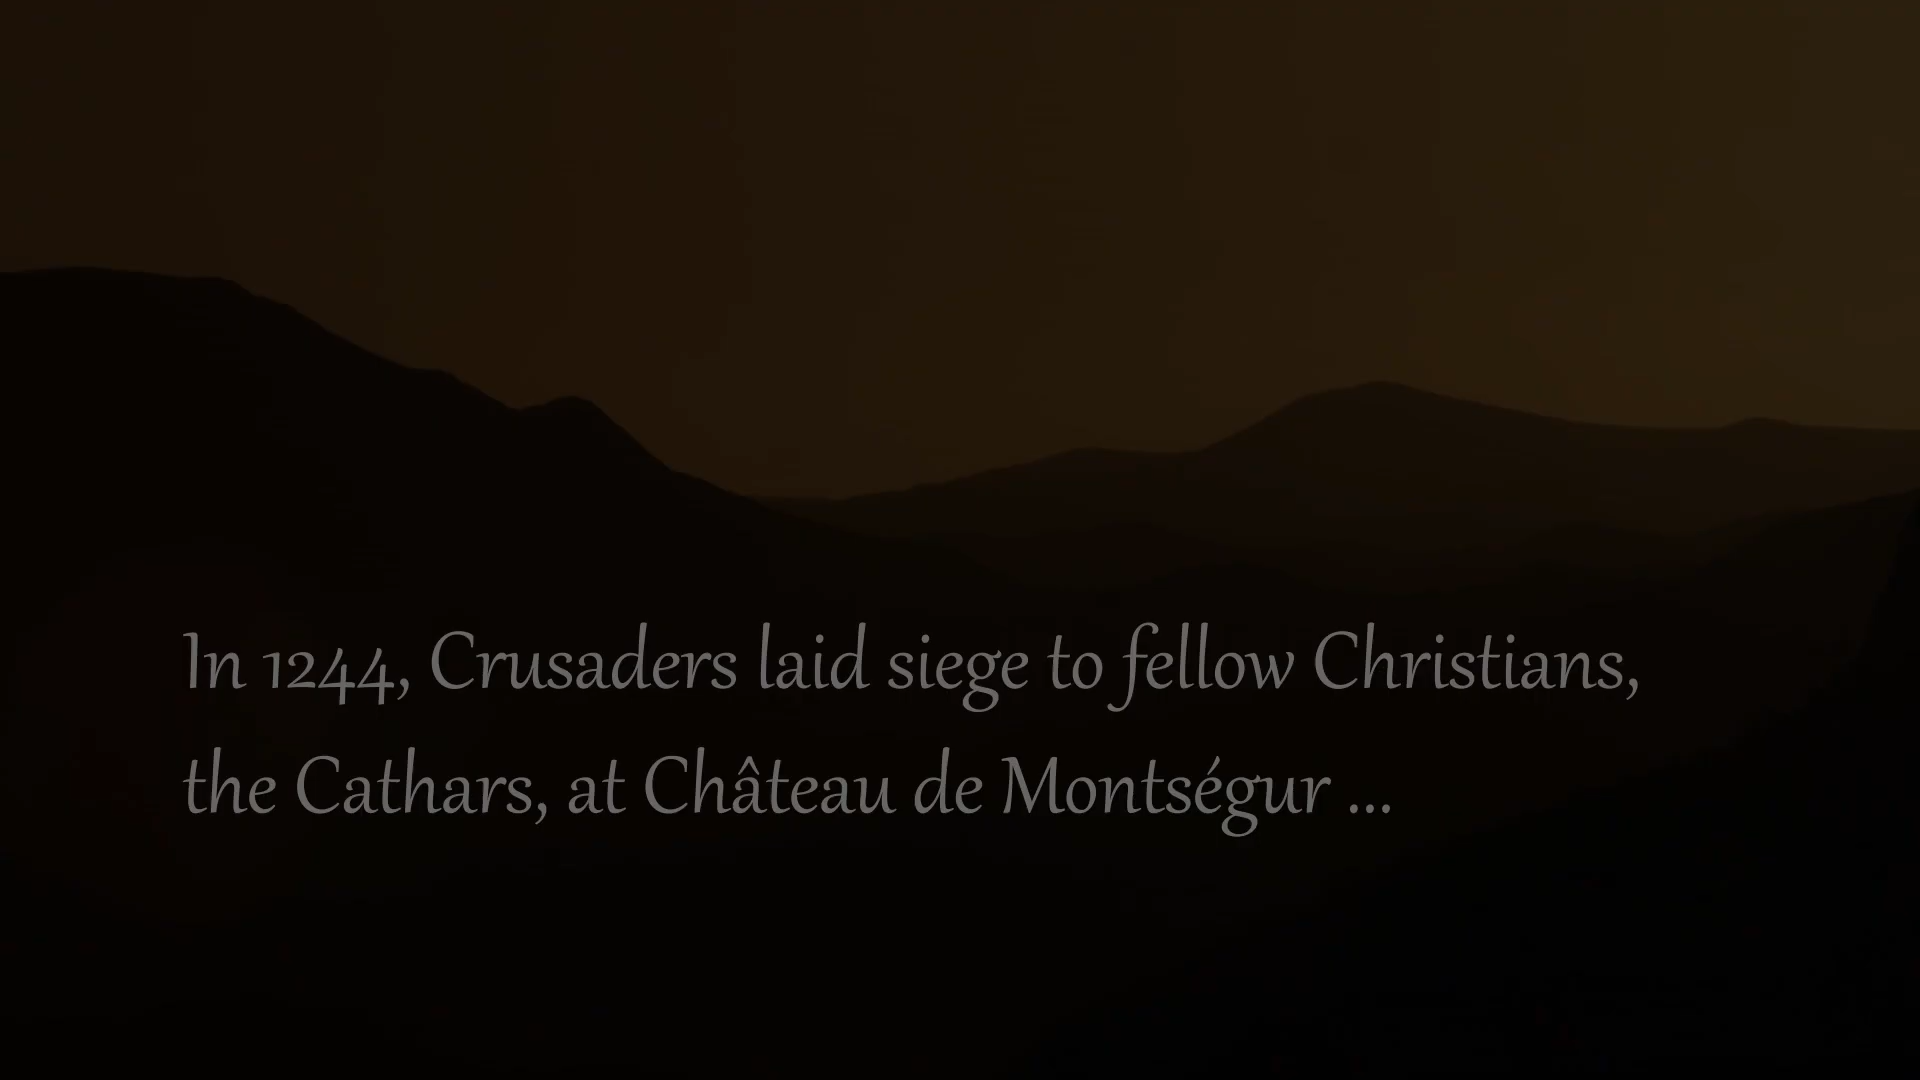 In 1244, Crusaders laid siege to fellow Christians,
the Cathars, at Château de Montségur ...